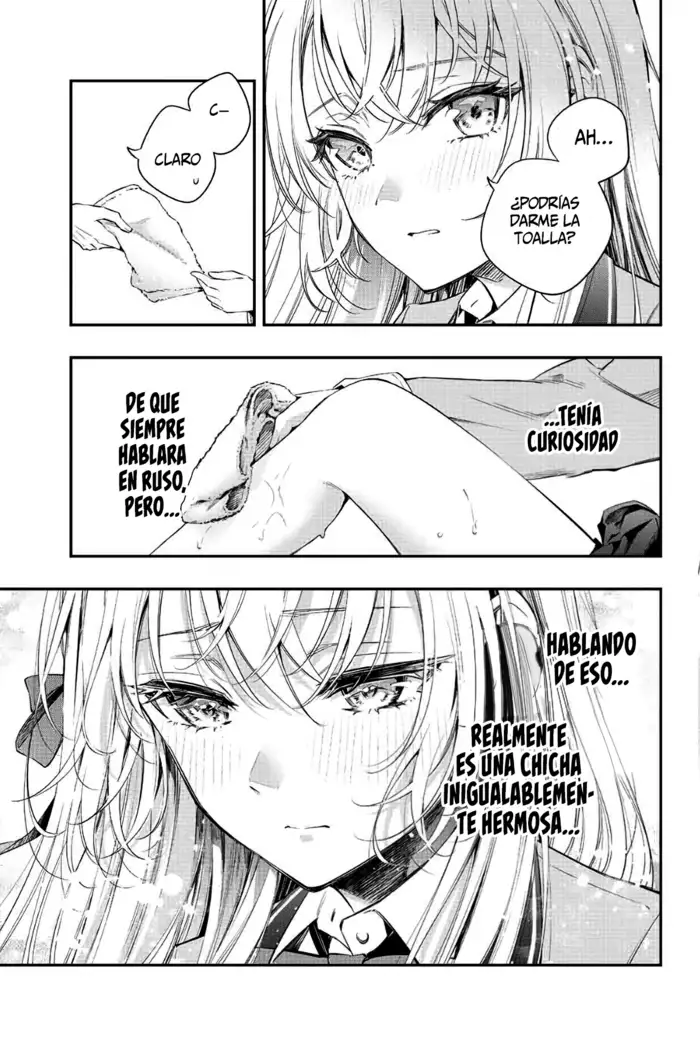 AH...
¿PODRÍAS
DARME LA
TOALLA?
C–
CLARO
...TENÍA
CURIOSIDAD
DE QUE
SIEMPRE
HABLARA
EN RUSO,
PERO...
HABLANDO
DE ESO...
REALMENTE
ES UNA CHICHA
INIGUALABLEMEN-
TE HERMOSA...